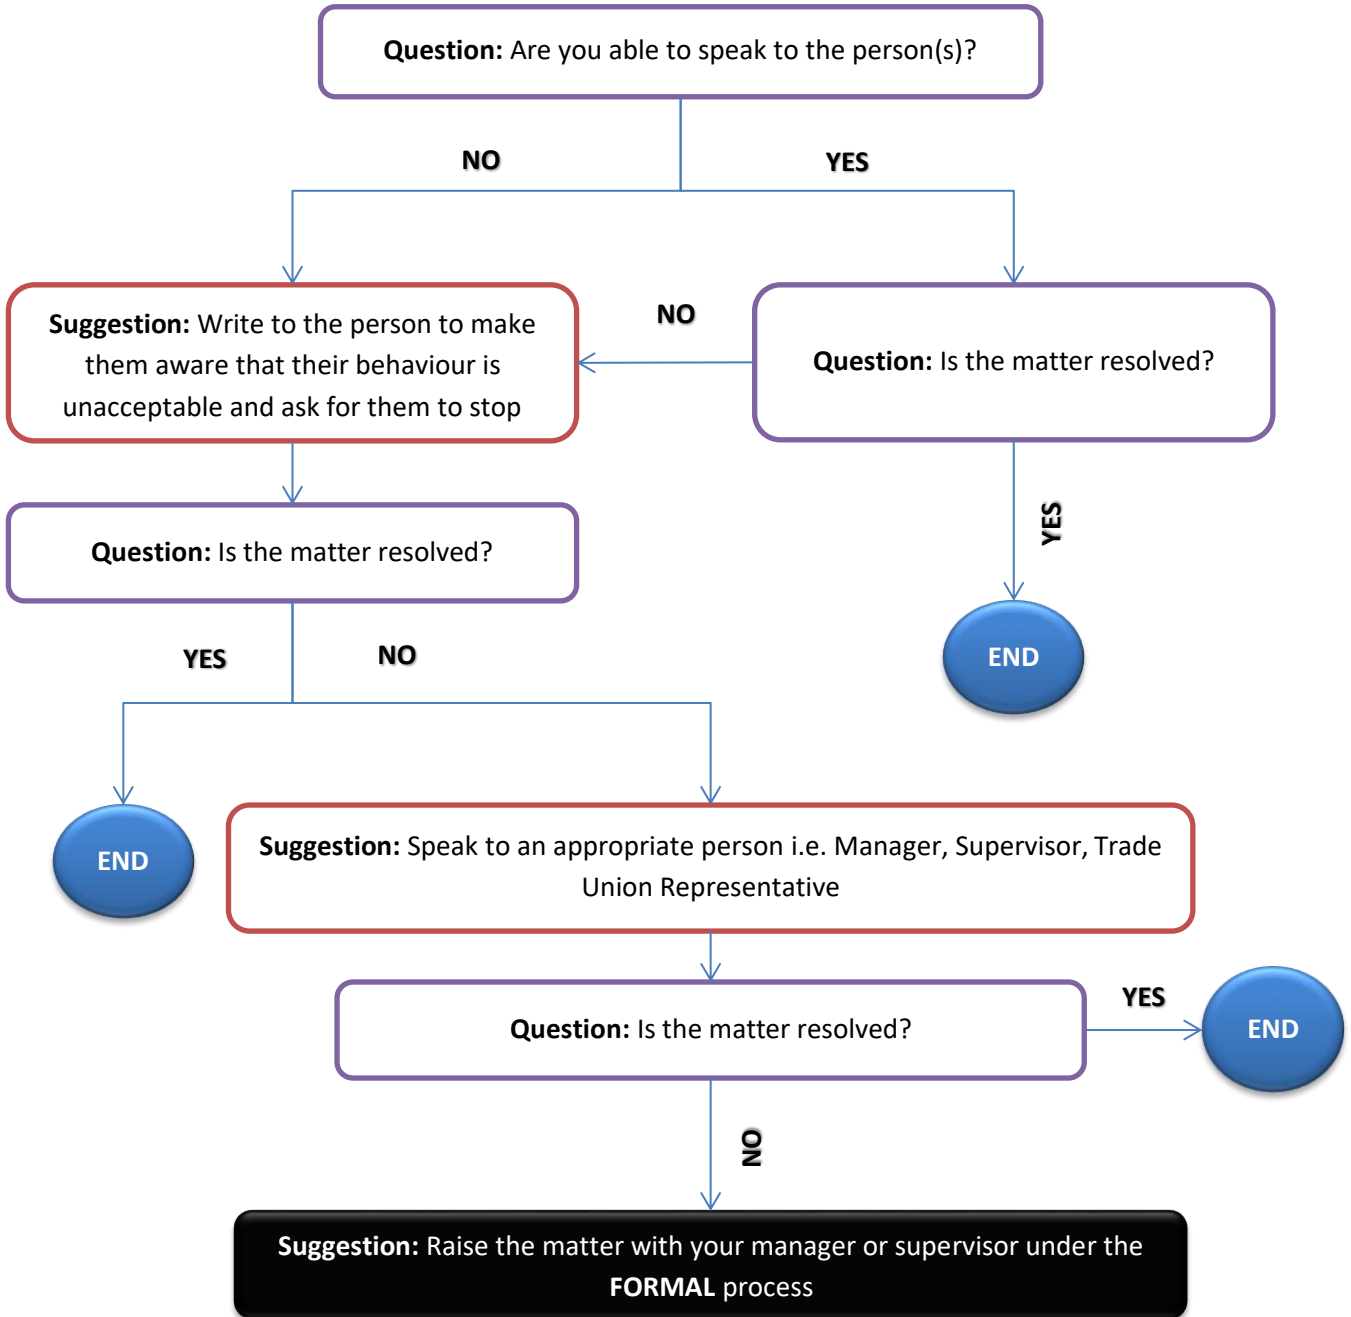 Question: Are you able to speak to the person(s)?
NO
YES
Suggestion: Write to the person to make
them aware that their behaviour is
unacceptable and ask for them to stop
NO
Question: Is the matter resolved?
Question: Is the matter resolved?
YES
END
YES
NO
END
Suggestion: Speak to an appropriate person i.e. Manager, Supervisor, Trade
Union Representative
Question: Is the matter resolved?
YES
END
NO
Suggestion: Raise the matter with your manager or supervisor under the
FORMAL process